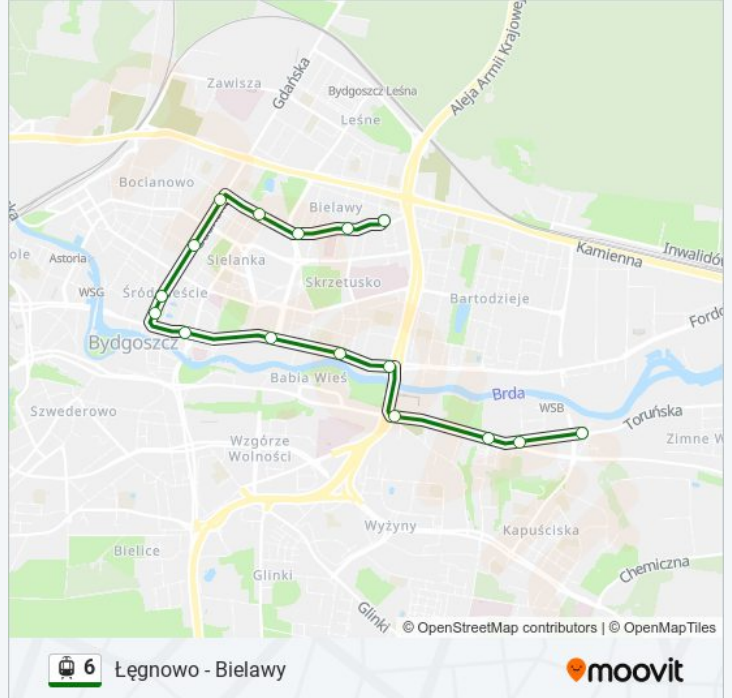 Zawisza
Gdańska
Aleja Armii Krajowej
Bydgoszcz Leśna
Leśne
Bocianowo
Bielawy
Astoria
Sielanka
Kamienna
Inwalidów
WSG
Skrzetusko
Bartodzieje
Bydgoszcz
Babia Wieś
Brda
WSB
Szwederowo
Toruńska
Wzgórze
Wolności
Zimne W
Wyżyny
Kapuściska
Bielice
Glinki
Chemiczna
Glinki
© OpenStreetMap contributors | © OpenMapTiles
6 Łęgnowo - Bielawy
moovit